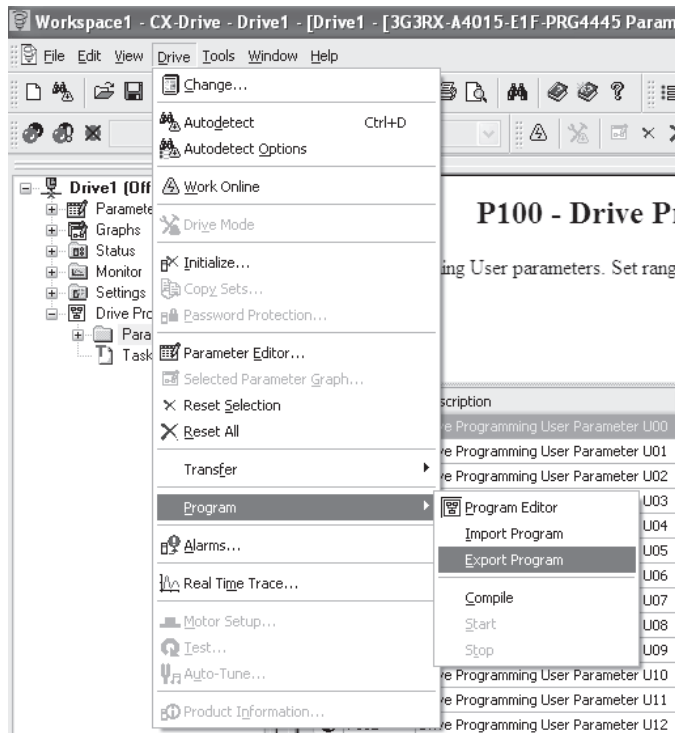 Workspace1 - CX-Drive - Drive1 - [Drive1 - [3G3RX-A4015-E1F-PRG4445 Param
File Edit View Drive Tools Window Help
Change...
Autodetect Ctrl+D
Autodetect Options
Work Online
Drive Mode
Initialize...
Copy Sets...
Password Protection...
Parameter Editor...
Selected Parameter Graph...
Reset Selection
Reset All
Transfer
Program
Alarms...
Real Time Trace...
Motor Setup...
Test...
Auto-Tune...
Product Information...
Program Editor
Import Program
Export Program
Compile
Start
Stop
Drive1 (Off
Paramete
Graphs
Status
Monitor
Settings
Drive Pro
Para
Task
P100 - Drive P
ing User parameters. Set rang
scription
ve Programming User Parameter U00
ve Programming User Parameter U01
ve Programming User Parameter U02
U03
U04
U05
U06
U07
U08
U09
ve Programming User Parameter U10
ve Programming User Parameter U11
ve Programming User Parameter U12